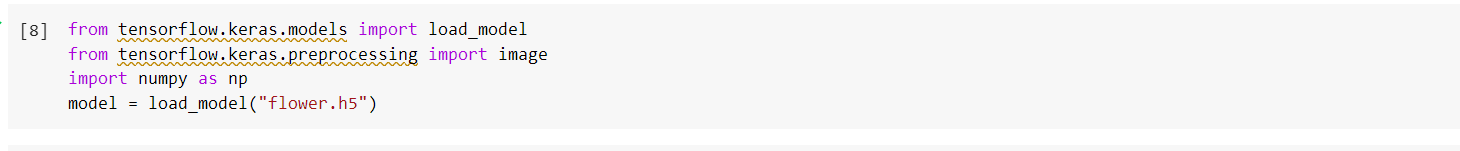 [8] from tensorflow.keras.models import load_model
from tensorflow.keras.preprocessing import image
import numpy as np
model = load_model("flower.h5")